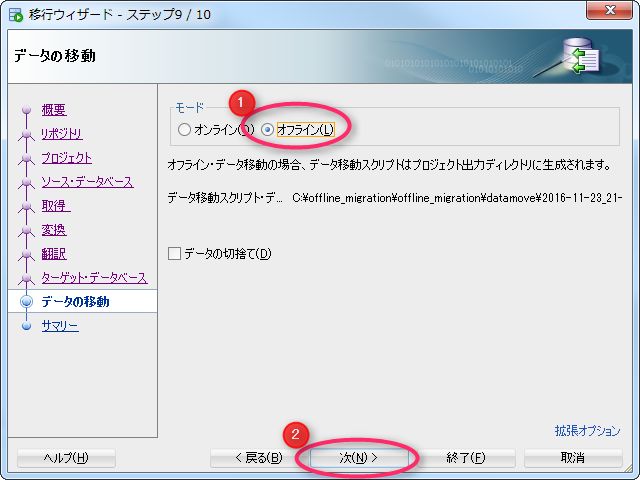 移行ウィザード - ステップ9 / 10
データの移動
0101010101010101010101010101
0101010101
概要
リポジトリ
プロジェクト
ソース・データベース
取得
変換
翻訳
ターゲット・データベース
データの移動
サマリー
モード
1
オンライン(O)
オフライン(L)
オフライン・データ移動の場合、データ移動スクリプトはプロジェクト出力ディレクトリに生成されます。
データ移動スクリプト・デ... C:¥offline_migration¥offline_migration¥datamove¥2016-11-23_21-
データの切捨て(D)
拡張オプション
2
ヘルプ(H)
< 戻る(B)
次(N) >
終了(F)
取消